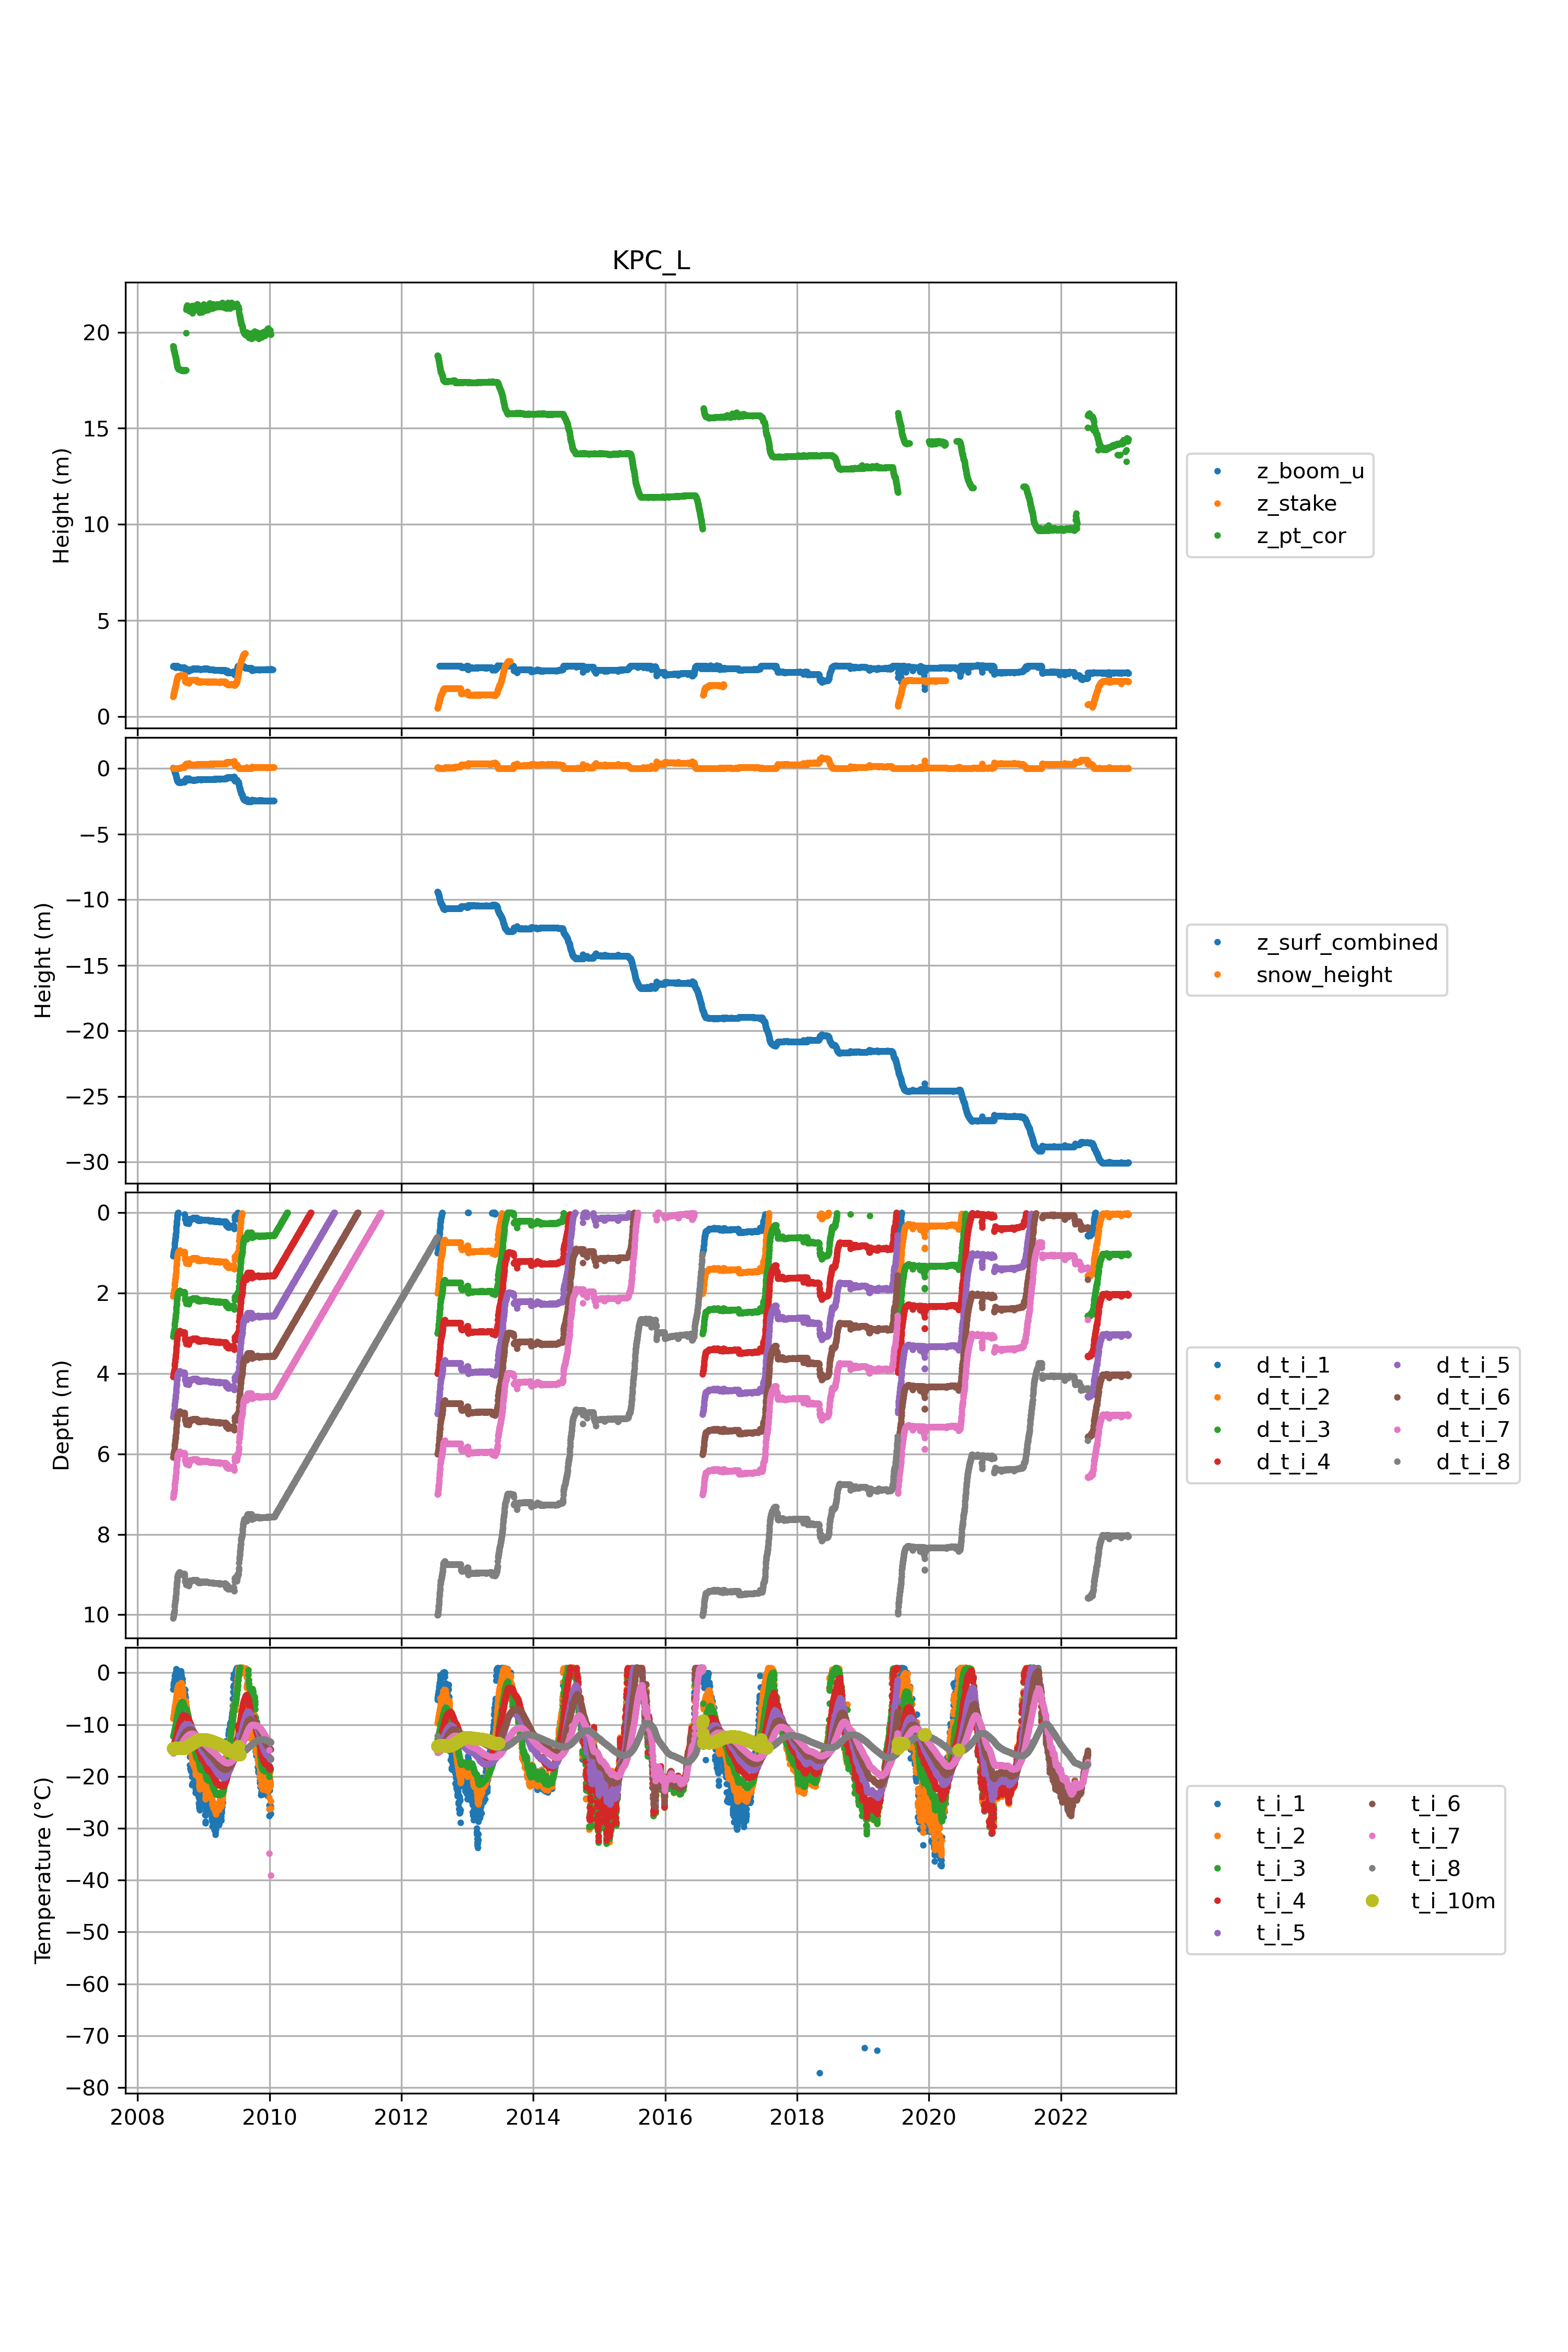 KPC_L
20
15
10
5
0
Height (m)
z_boom_u
z_stake
z_pt_cor
0
−5
−10
−15
−20
−25
−30
Height (m)
z_surf_combined
snow_height
0
2
4
6
8
10
Depth (m)
d_t_i_1
d_t_i_2
d_t_i_3
d_t_i_4
d_t_i_5
d_t_i_6
d_t_i_7
d_t_i_8
0
−10
−20
−30
−40
−50
−60
−70
−80
Temperature (°C)
t_i_1
t_i_2
t_i_3
t_i_4
t_i_5
t_i_6
t_i_7
t_i_8
t_i_10m
2008 2010 2012 2014 2016 2018 2020 2022